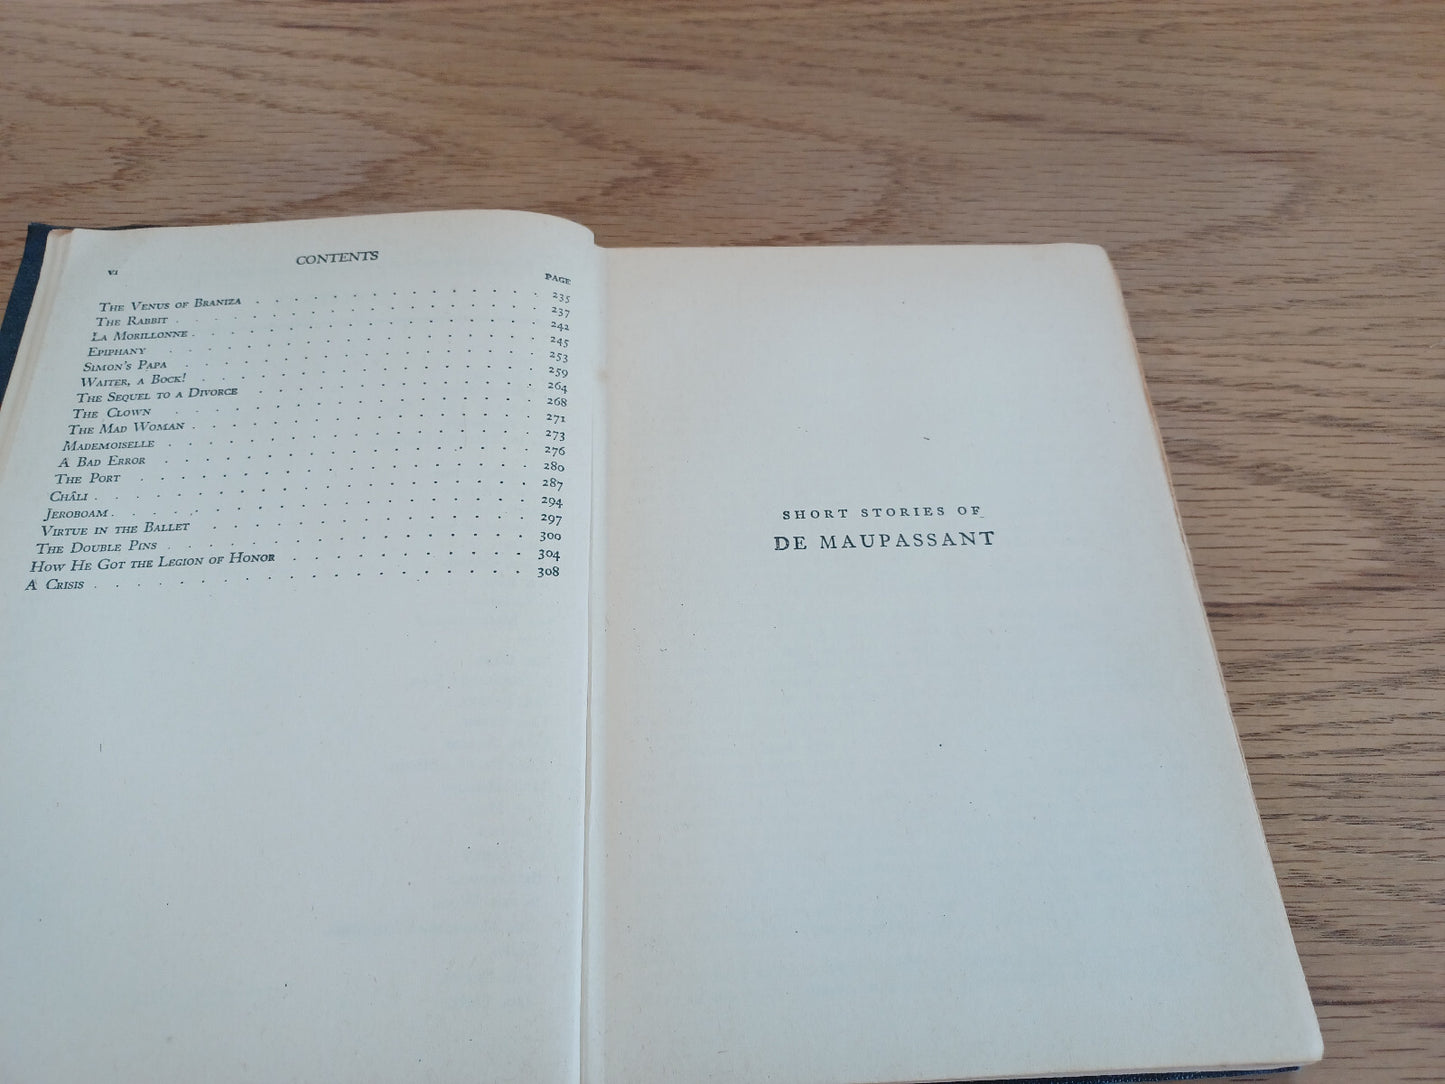 vi
CONTENTS
PAGE
The Venus of Braniza . . . . . . . . . . . . . . 235
The Rabbit . . . . . . . . . . . . . . . . . . 237
La Morillonne . . . . . . . . . . . . . . . . . 242
Epiphany . . . . . . . . . . . . . . . . . . 245
Simon's Papa . . . . . . . . . . . . . . . . . 253
Waiter, a Bock! . . . . . . . . . . . . . . . . 259
The Sequel to a Divorce . . . . . . . . . . . . . 264
The Clown . . . . . . . . . . . . . . . . . 268
The Mad Woman . . . . . . . . . . . . . . . . 271
Mademoiselle . . . . . . . . . . . . . . . . . 273
A Bad Error . . . . . . . . . . . . . . . . . 276
The Port . . . . . . . . . . . . . . . . . . 280
Châli . . . . . . . . . . . . . . . . . . . 287
Jeroboam . . . . . . . . . . . . . . . . . . 294
Virtue in the Ballet . . . . . . . . . . . . . . 297
The Double Pins . . . . . . . . . . . . . . . . 300
How He Got the Legion of Honor . . . . . . . . . . . 304
A Crisis . . . . . . . . . . . . . . . . . . 308
SHORT STORIES OF
DE MAUPASSANT